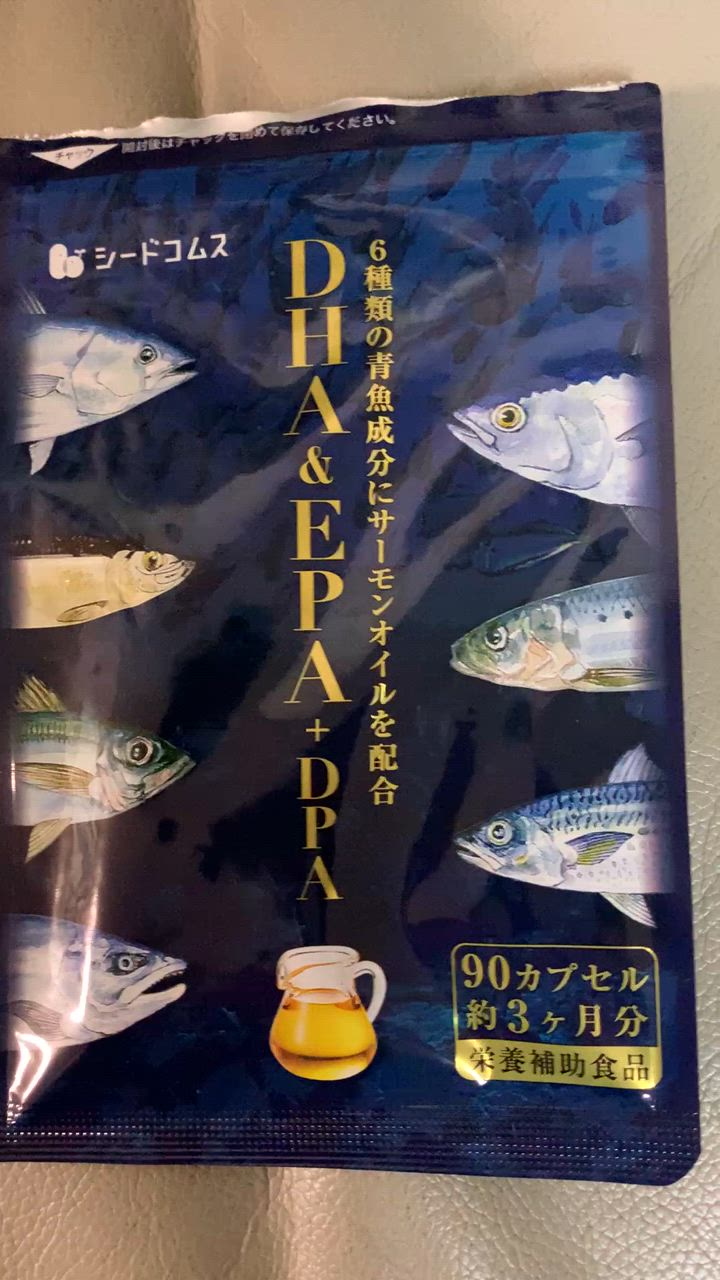 チャック
開封後はチャックを閉めて保存してください。
シードコムス
6種類の青魚成分にサーモンオイルを配合
DHA&EPA+DPA
90カプセル
約3ヶ月分
栄養補助食品